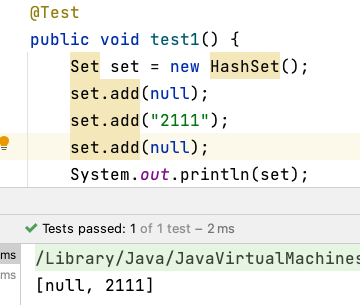 @Test
public void test1() {
Set set = new HashSet();
set.add(null);
set.add("2111");
set.add(null);
System.out.println(set);
Tests passed: 1 of 1 test – 2 ms
ms /Library/Java/JavaVirtualMachines
ms [null, 2111]